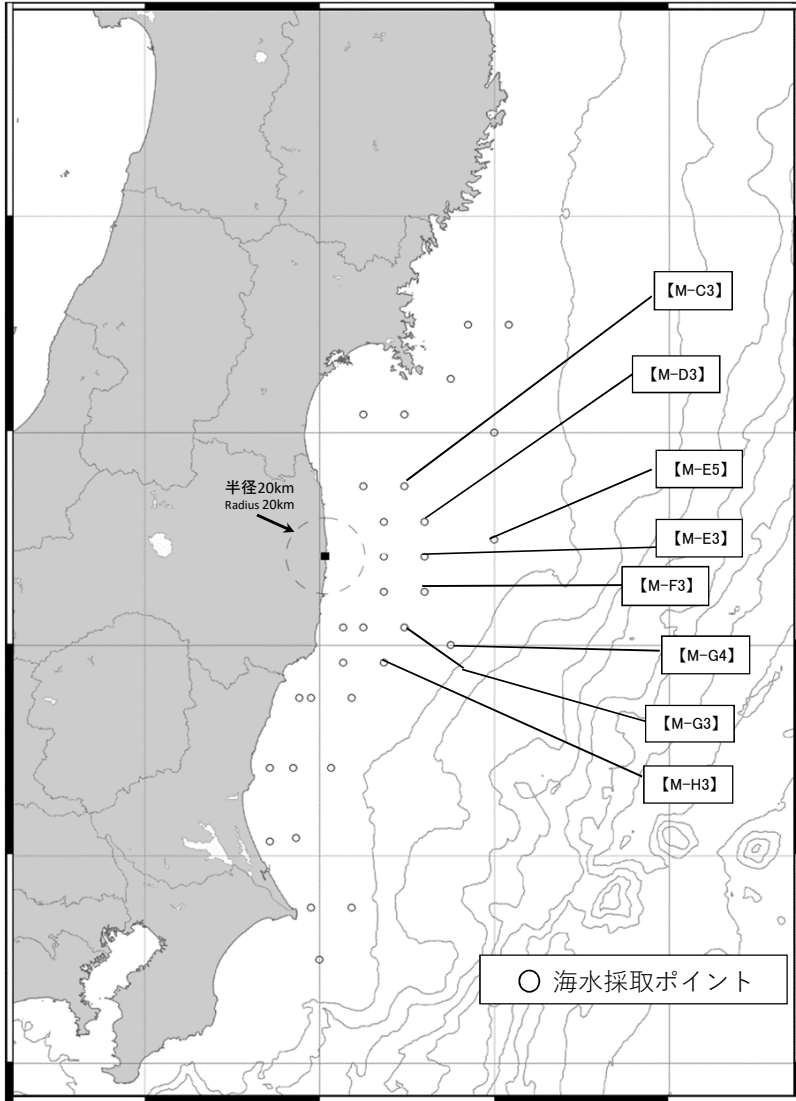 【M-C3】
【M-D3】
【M-E5】
半径20km
Radius 20km
【M-E3】
【M-F3】
【M-G4】
【M-G3】
【M-H3】
○ 海水採取ポイント